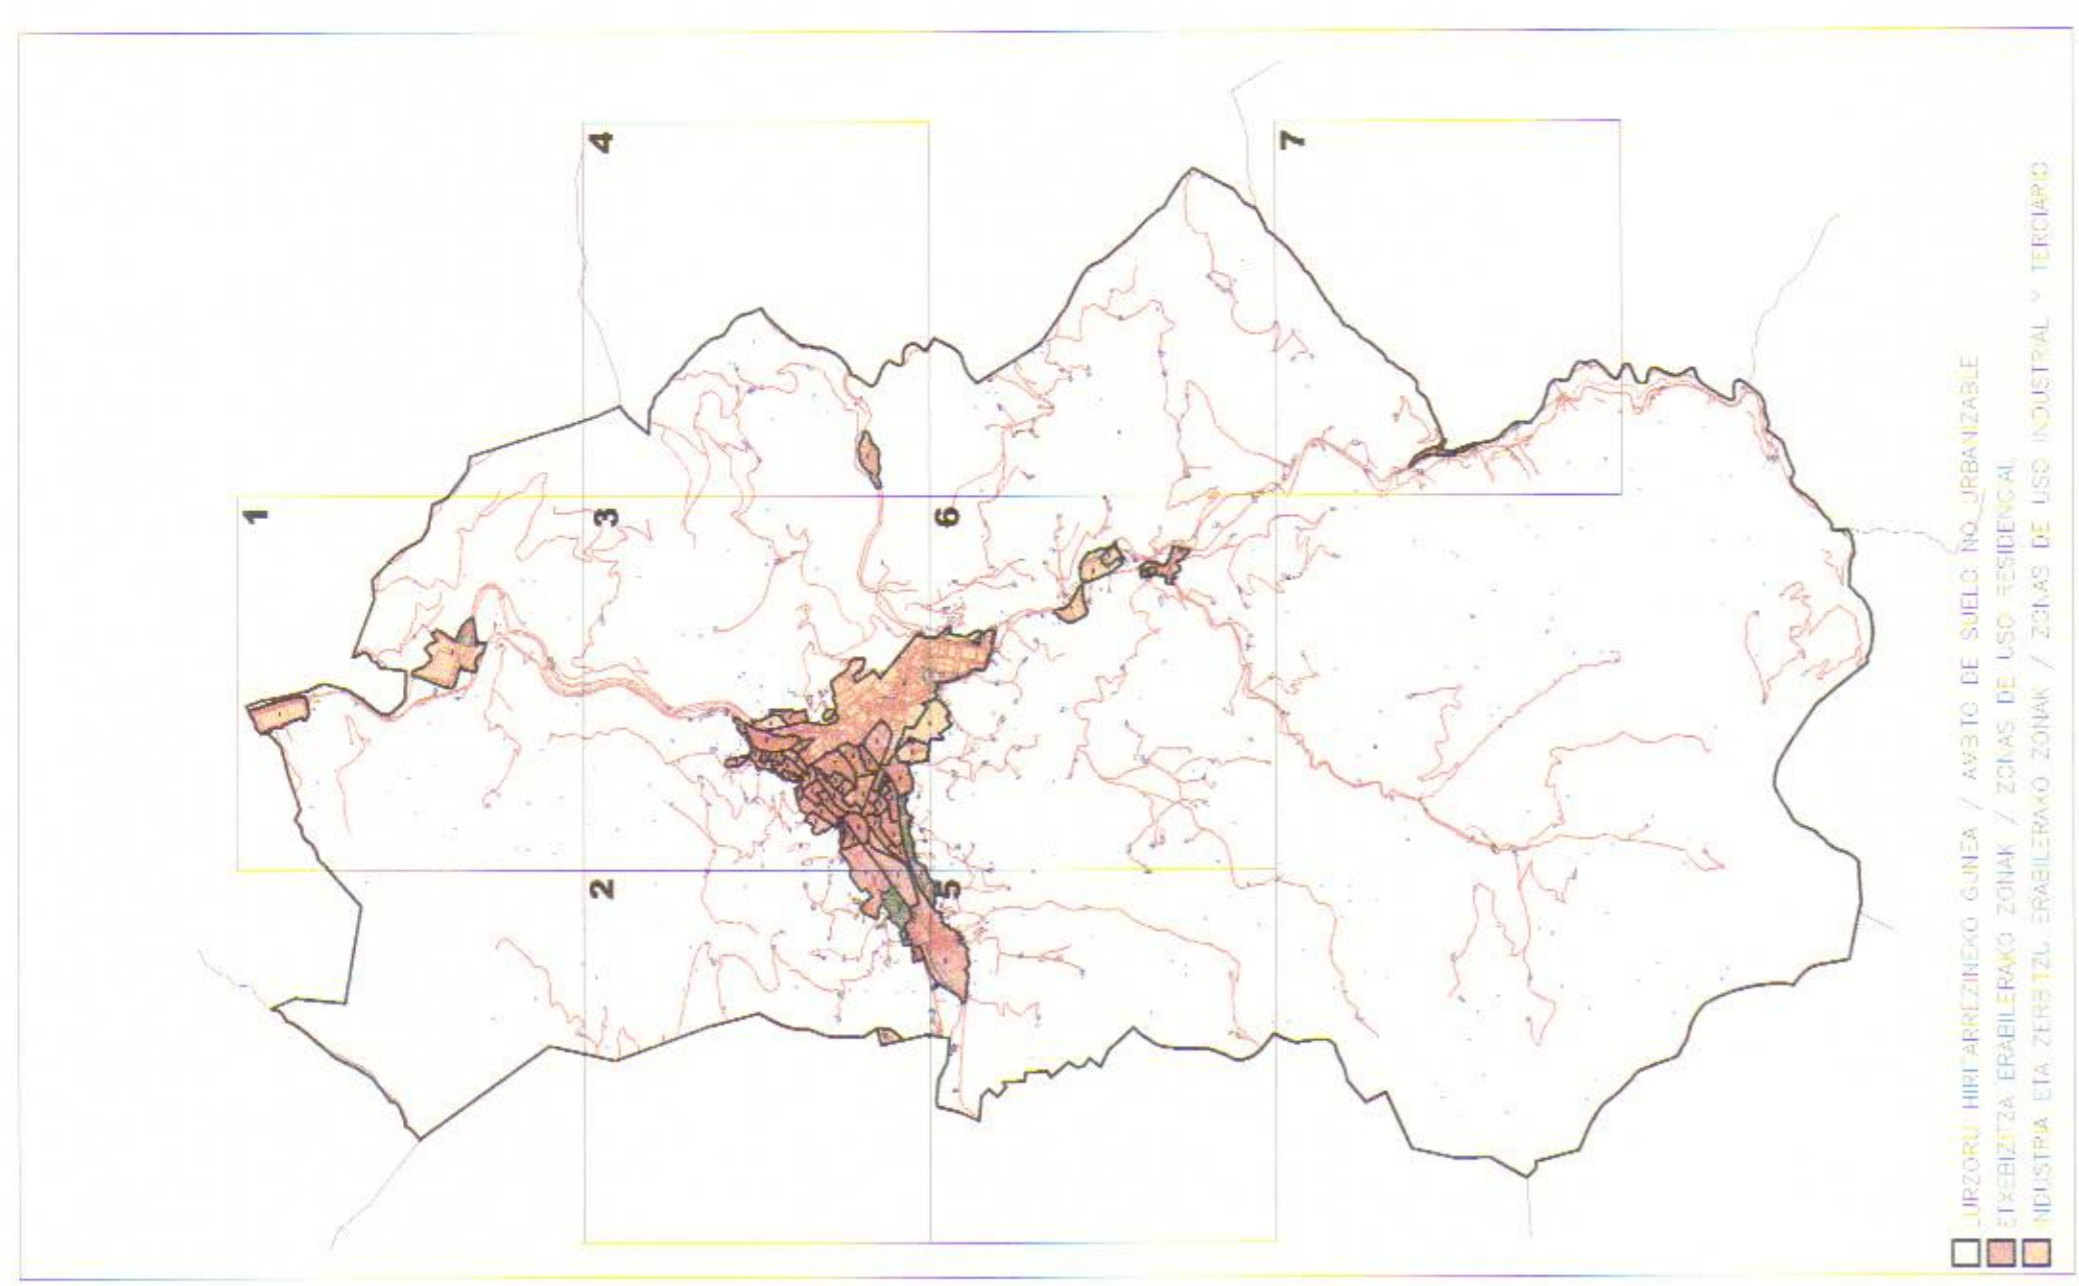 1
2
3
4
5
6
7
LURZORU HIRITARREZINEKO GUNEA / AMBITO DE SUELO NO URBANIZABLE
ETXEBIZITZA ERABILERAKO ZONAK / ZONAS DE USO RESIDENCIAL
INDUSTRIA ETA ZERBITZU ERABILERAKO ZONAK / ZONAS DE USO INDUSTRIAL Y TERCIARIO